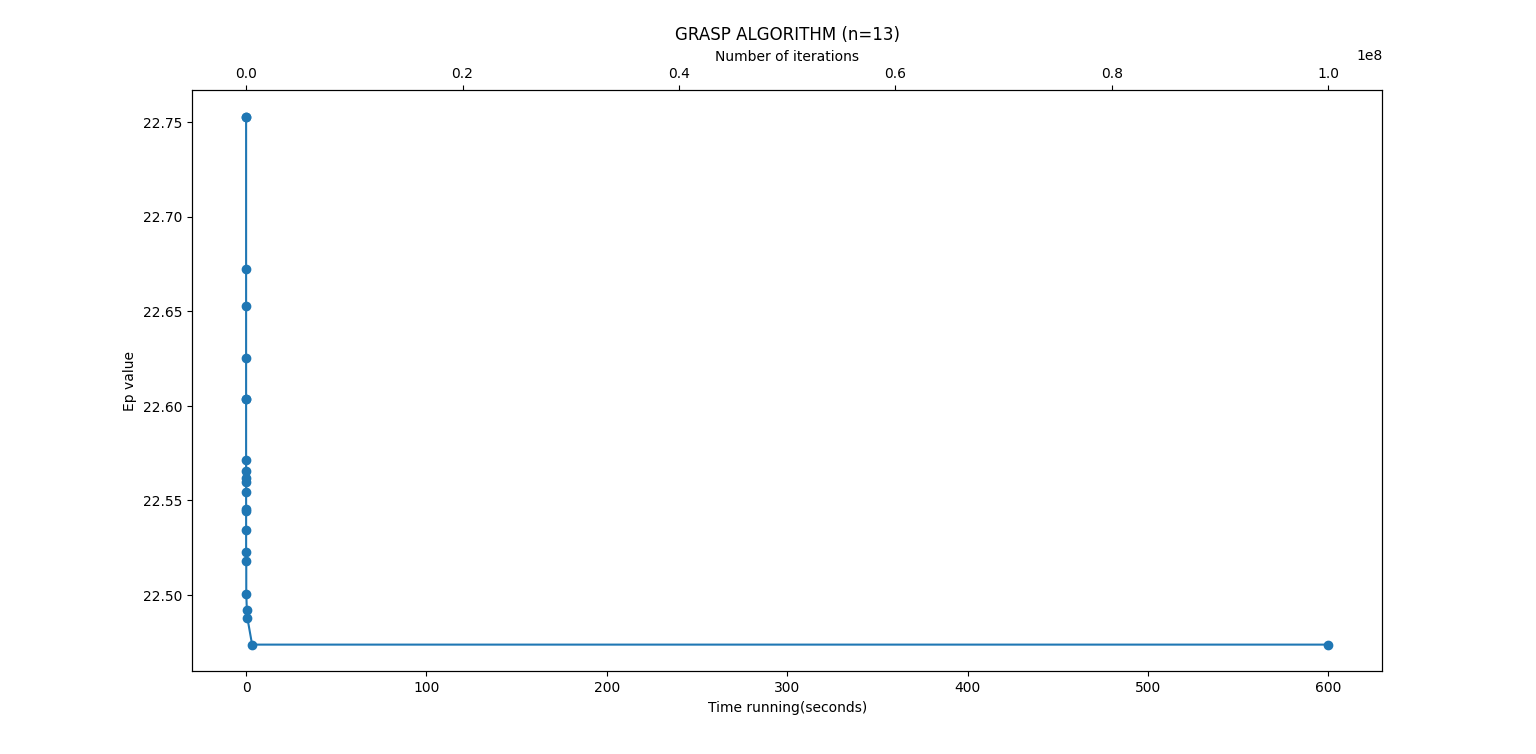 GRASP ALGORITHM (n=13)
Number of iterations
1e8
0.0 0.2 0.4 0.6 0.8 1.0
22.75
22.70
22.65
22.60
22.55
22.50
Ep value
0 100 200 300 400 500 600
Time running(seconds)